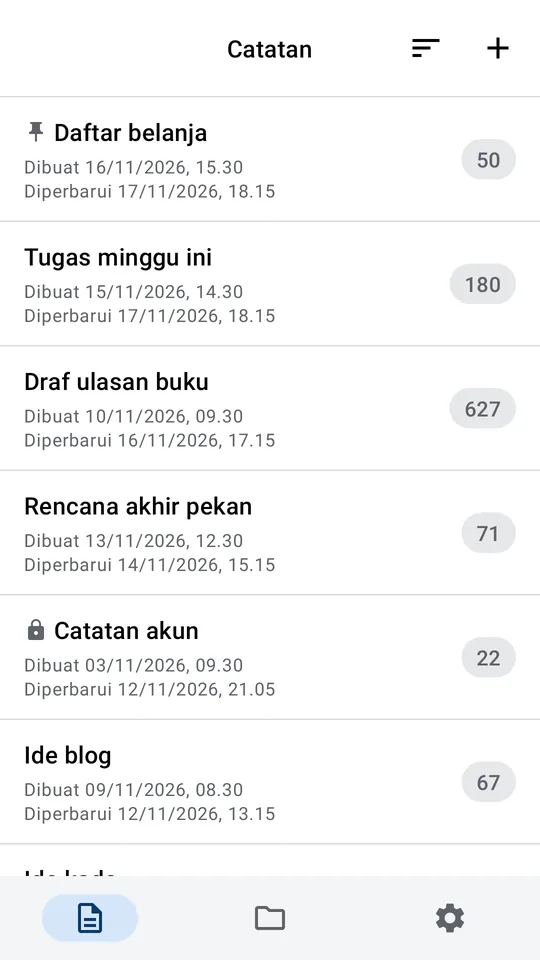 Catatan
Daftar belanja
Dibuat 16/11/2026, 15.30
Diperbarui 17/11/2026, 18.15
50
Tugas minggu ini
Dibuat 15/11/2026, 14.30
Diperbarui 17/11/2026, 18.15
180
Draf ulasan buku
Dibuat 10/11/2026, 09.30
Diperbarui 16/11/2026, 17.15
627
Rencana akhir pekan
Dibuat 13/11/2026, 12.30
Diperbarui 14/11/2026, 15.15
71
Catatan akun
Dibuat 03/11/2026, 09.30
Diperbarui 12/11/2026, 21.05
22
Ide blog
Dibuat 09/11/2026, 08.30
Diperbarui 12/11/2026, 13.15
67